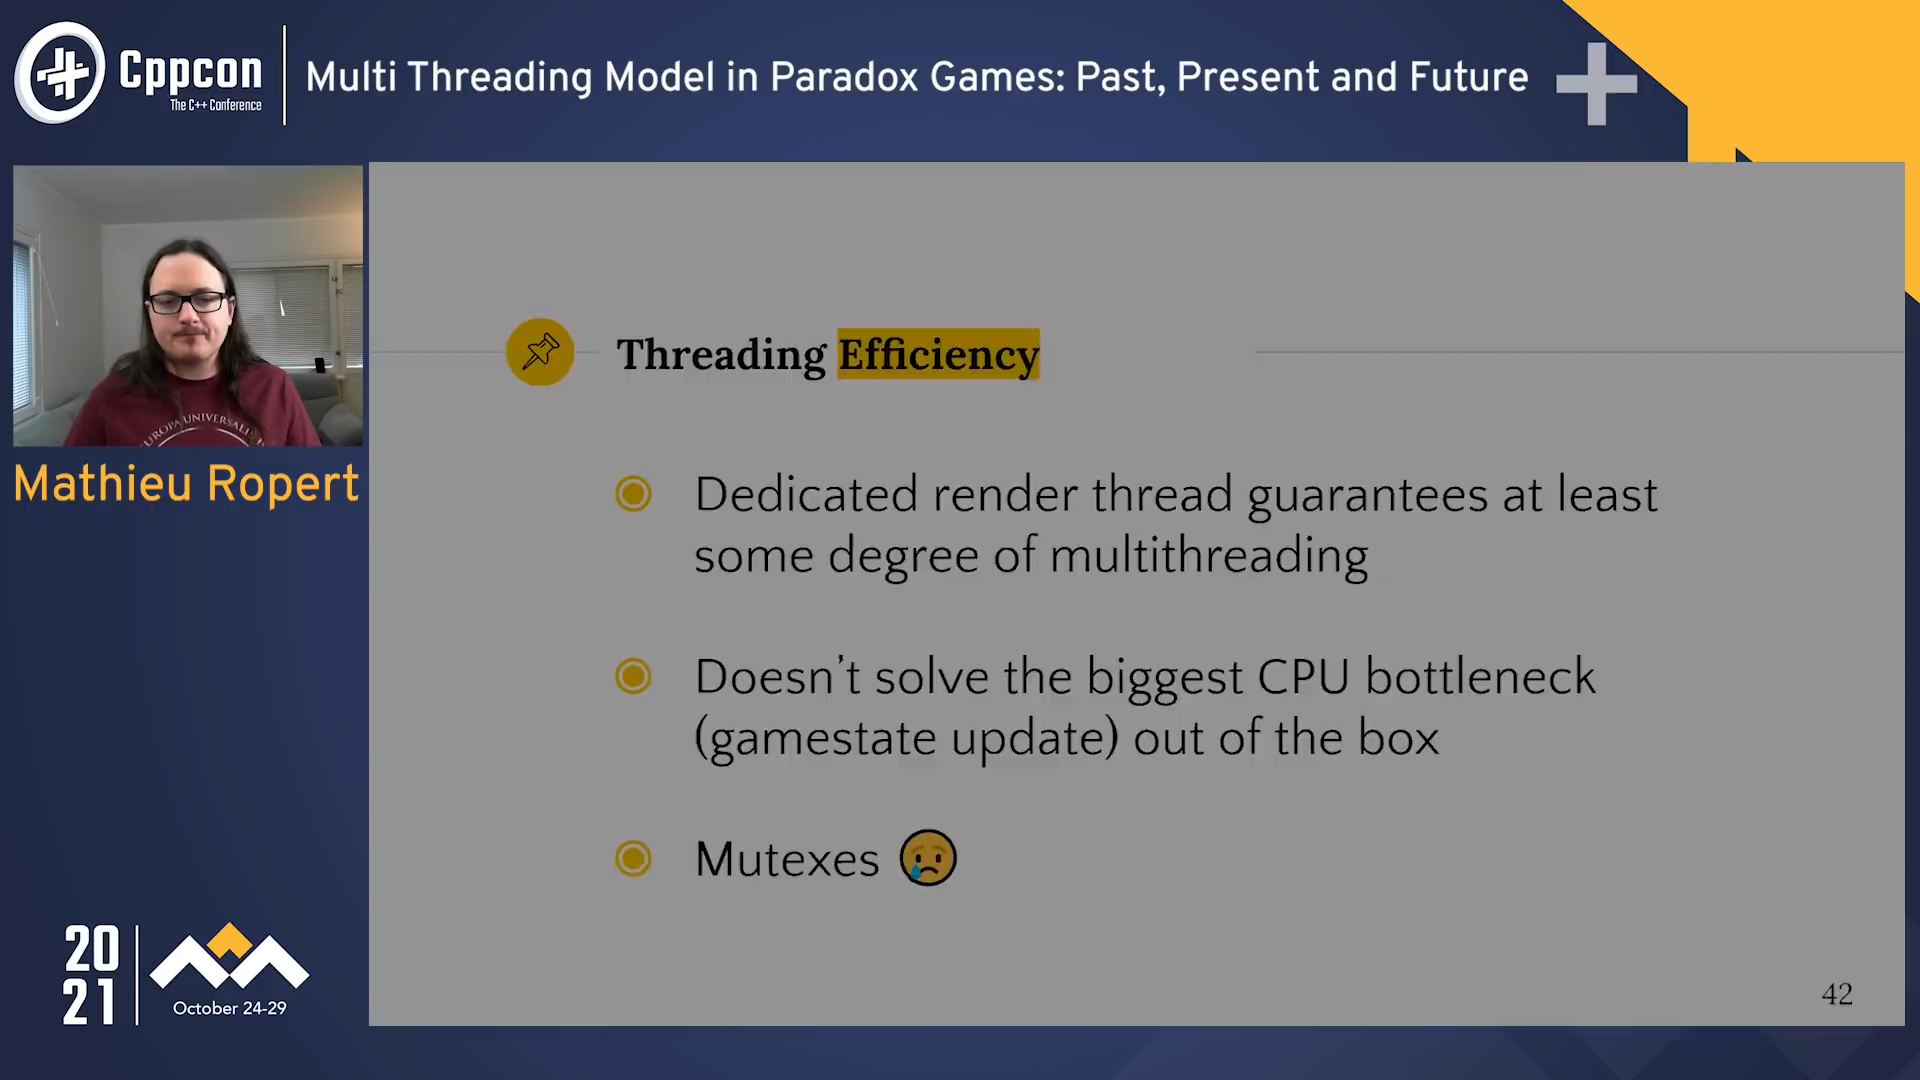 Cppcon
The C++ Conference
Multi Threading Model in Paradox Games: Past, Present and Future
Mathieu Ropert
Threading Efficiency
Dedicated render thread guarantees at least
some degree of multithreading
Doesn't solve the biggest CPU bottleneck
(gamestate update) out of the box
Mutexes 😢
42
20
21
October 24-29